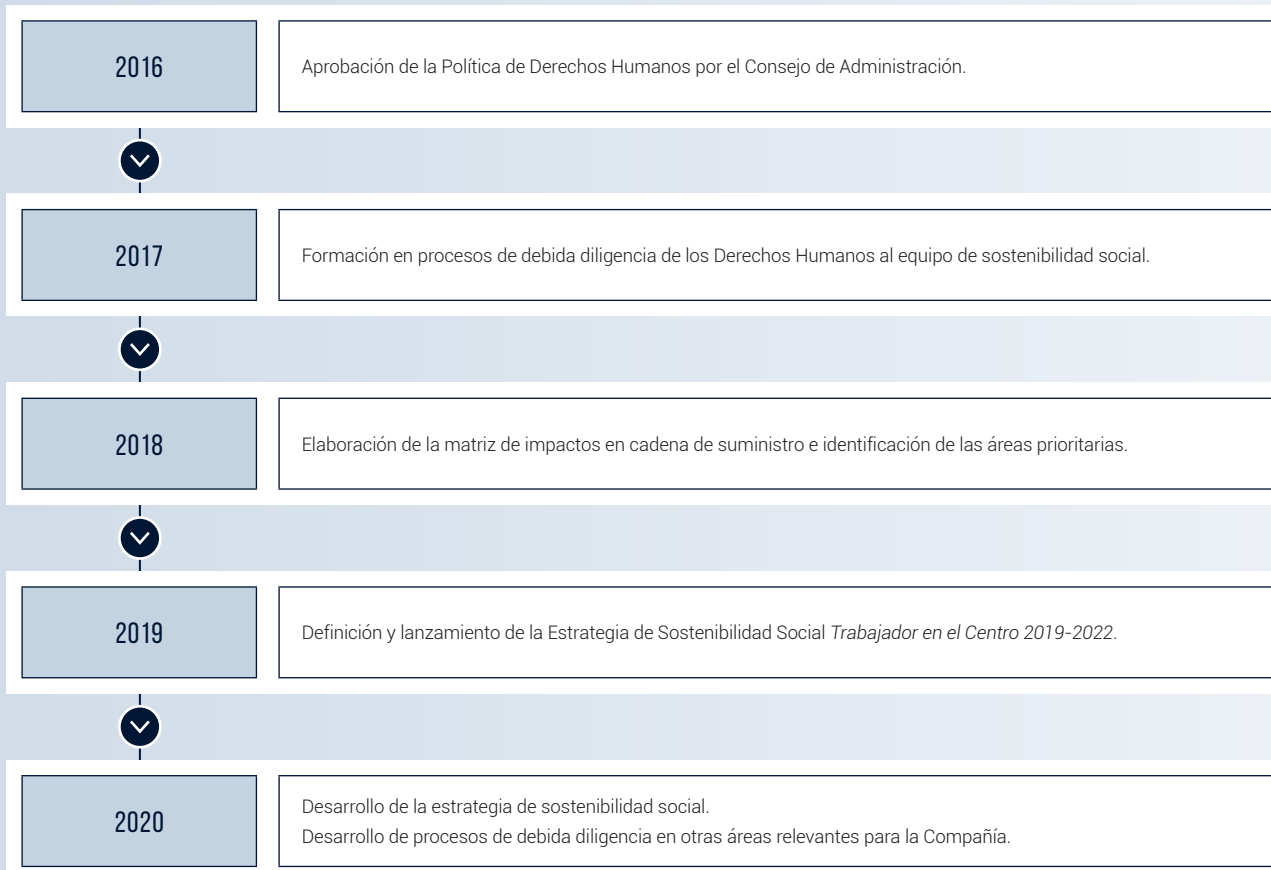 2016
Aprobación de la Política de Derechos Humanos por el Consejo de Administración.
2017
Formación en procesos de debida diligencia de los Derechos Humanos al equipo de sostenibilidad social.
2018
Elaboración de la matriz de impactos en cadena de suministro e identificación de las áreas prioritarias.
2019
Definición y lanzamiento de la Estrategia de Sostenibilidad Social Trabajador en el Centro 2019-2022.
2020
Desarrollo de la estrategia de sostenibilidad social.
Desarrollo de procesos de debida diligencia en otras áreas relevantes para la Compañía.